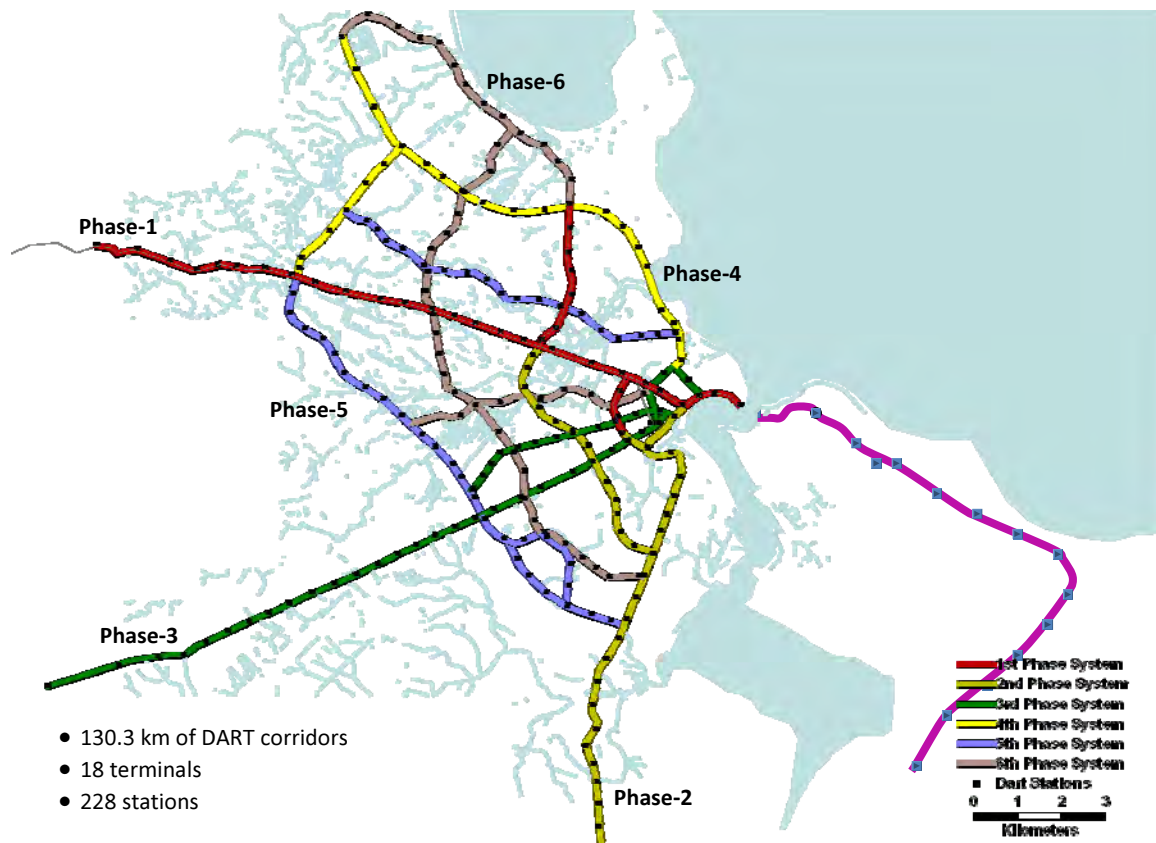 Phase-6
Phase-1
Phase-4
Phase-5
Phase-3
Phase-2
• 130.3 km of DART corridors
• 18 terminals
• 228 stations
1st Phase System
2nd Phase System
3rd Phase System
4th Phase System
5th Phase System
6th Phase System
Dart Stations
0 1 2 3
Kilometers